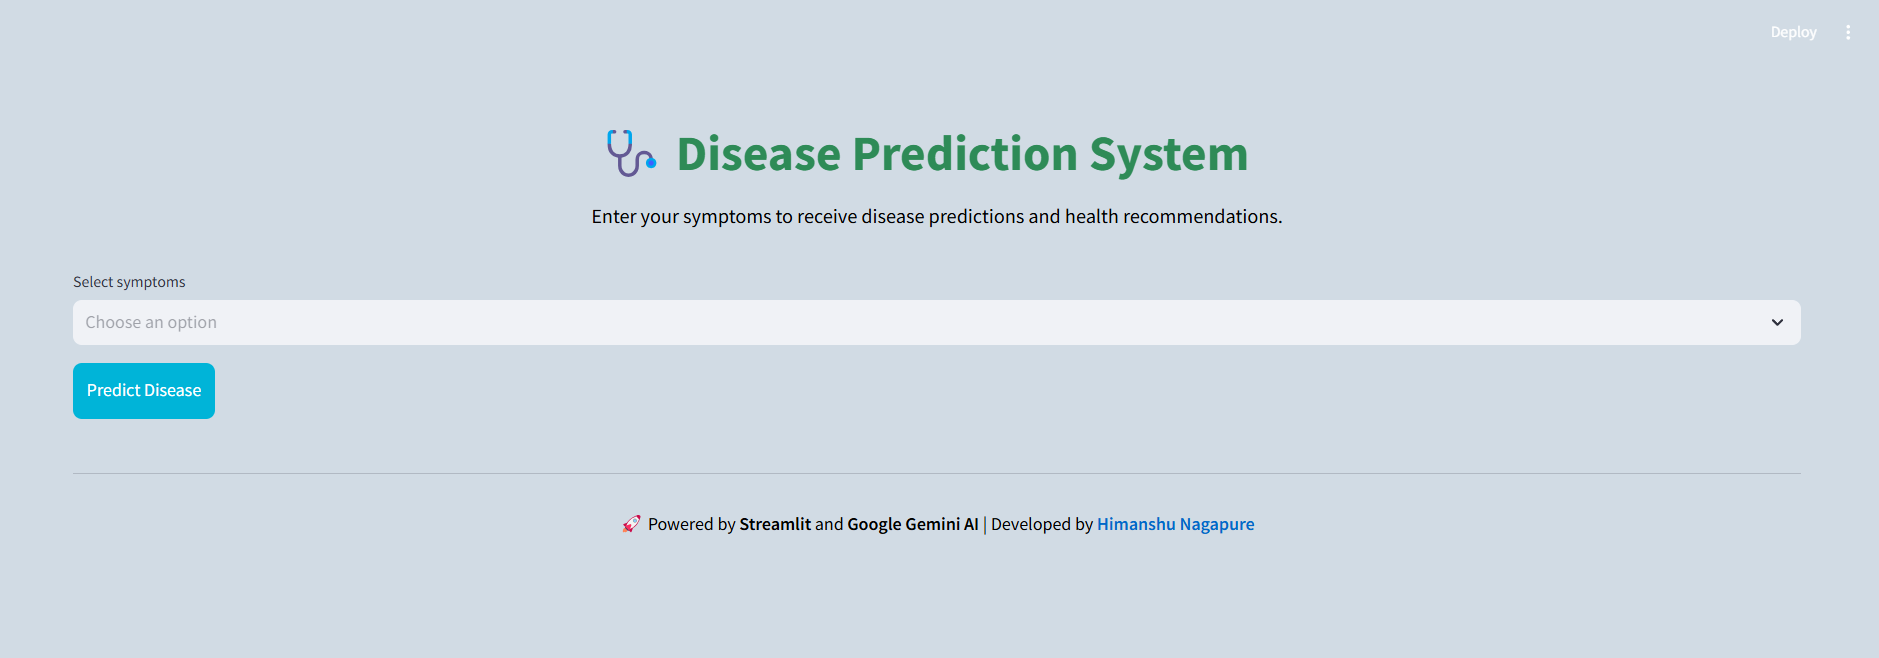 Deploy
Disease Prediction System
Enter your symptoms to receive disease predictions and health recommendations.
Select symptoms
Choose an option
Predict Disease
Powered by Streamlit and Google Gemini AI | Developed by Himanshu Nagapure